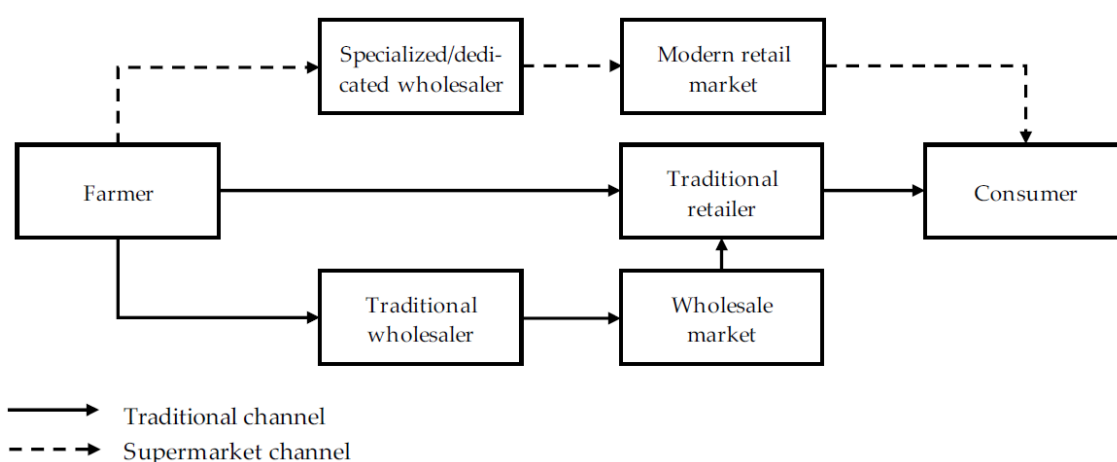 Specialized/dedi-
cated wholesaler
Modern retail
market
Farmer
Traditional
retailer
Consumer
Traditional
wholesaler
Wholesale
market
Traditional channel
Supermarket channel